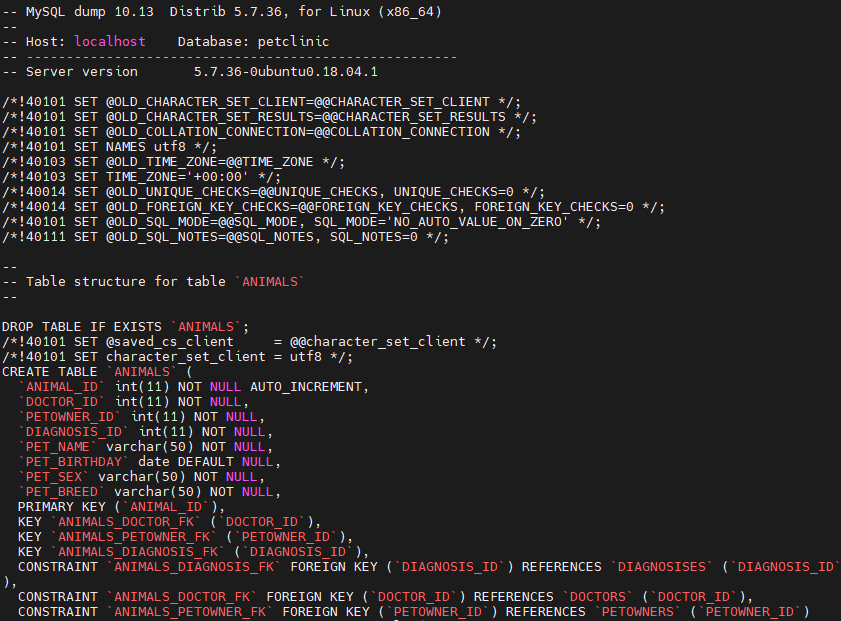 -- MySQL dump 10.13  Distrib 5.7.36, for Linux (x86_64)
--
-- Host: localhost    Database: petclinic
-- ------------------------------------------------------
-- Server version       5.7.36-0ubuntu0.18.04.1

/*!40101 SET @OLD_CHARACTER_SET_CLIENT=@@CHARACTER_SET_CLIENT */;
/*!40101 SET @OLD_CHARACTER_SET_RESULTS=@@CHARACTER_SET_RESULTS */;
/*!40101 SET @OLD_COLLATION_CONNECTION=@@COLLATION_CONNECTION */;
/*!40101 SET NAMES utf8 */;
/*!40103 SET @OLD_TIME_ZONE=@@TIME_ZONE */;
/*!40103 SET TIME_ZONE='+00:00' */;
/*!40014 SET @OLD_UNIQUE_CHECKS=@@UNIQUE_CHECKS, UNIQUE_CHECKS=0 */;
/*!40014 SET @OLD_FOREIGN_KEY_CHECKS=@@FOREIGN_KEY_CHECKS, FOREIGN_KEY_CHECKS=0 */;
/*!40101 SET @OLD_SQL_MODE=@@SQL_MODE, SQL_MODE='NO_AUTO_VALUE_ON_ZERO' */;
/*!40111 SET @OLD_SQL_NOTES=@@SQL_NOTES, SQL_NOTES=0 */;

--
-- Table structure for table `ANIMALS`
--

DROP TABLE IF EXISTS `ANIMALS`;
/*!40101 SET @saved_cs_client     = @@character_set_client */;
/*!40101 SET character_set_client = utf8 */;
CREATE TABLE `ANIMALS` (
  `ANIMAL_ID` int(11) NOT NULL AUTO_INCREMENT,
  `DOCTOR_ID` int(11) NOT NULL,
  `PETOWNER_ID` int(11) NOT NULL,
  `DIAGNOSIS_ID` int(11) NOT NULL,
  `PET_NAME` varchar(50) NOT NULL,
  `PET_BIRTHDAY` date DEFAULT NULL,
  `PET_SEX` varchar(50) NOT NULL,
  `PET_BREED` varchar(50) NOT NULL,
  PRIMARY KEY (`ANIMAL_ID`),
  KEY `ANIMALS_DOCTOR_FK` (`DOCTOR_ID`),
  KEY `ANIMALS_PETOWNER_FK` (`PETOWNER_ID`),
  KEY `ANIMALS_DIAGNOSIS_FK` (`DIAGNOSIS_ID`),
  CONSTRAINT `ANIMALS_DIAGNOSIS_FK` FOREIGN KEY (`DIAGNOSIS_ID`) REFERENCES `DIAGNOSISES` (`DIAGNOSIS_ID`
),
  CONSTRAINT `ANIMALS_DOCTOR_FK` FOREIGN KEY (`DOCTOR_ID`) REFERENCES `DOCTORS` (`DOCTOR_ID`),
  CONSTRAINT `ANIMALS_PETOWNER_FK` FOREIGN KEY (`PETOWNER_ID`) REFERENCES `PETOWNERS` (`PETOWNER_ID`)